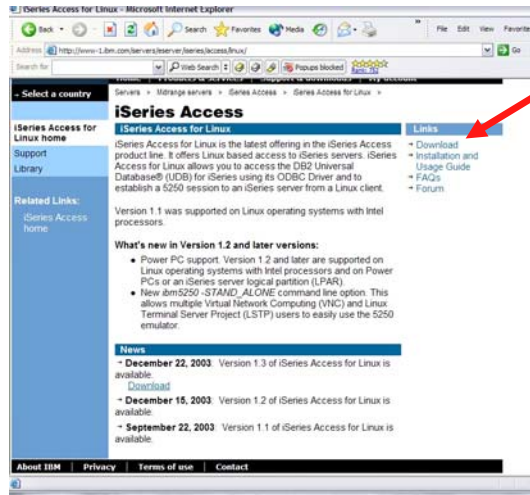 iSeries Access for Linux - Microsoft Internet Explorer
Back
Search
Favorites
Media
File Edit View Favorite
Address http://www-1.ibm.com/servers/eserver/iseries/access/linux/
Go
Search for
Web Search
Popups blocked
Select a country
Servers > Midrange servers > iSeries Access > iSeries Access for Linux >
iSeries Access
iSeries Access for
Linux home
Support
Library
Related Links:
iSeries Access
home
iSeries Access for Linux
iSeries Access for Linux is the latest offering in the iSeries Access
product line. It offers Linux based access to iSeries servers. iSeries
Access for Linux allows you to access the DB2 Universal
Database® (UDB) for iSeries using its ODBC Driver and to
establish a 5250 session to an iSeries server from a Linux client.
Version 1.1 was supported on Linux operating systems with Intel
processors.
What's new in Version 1.2 and later versions:
• Power PC support. Version 1.2 and later are supported on
Linux operating systems with Intel processors and on Power
PCs or an iSeries server logical partition (LPAR).
• New ibm5250 -STAND_ALONE command line option. This
allows multiple Virtual Network Computing (VNC) and Linux
Terminal Server Project (LSTP) users to easily use the 5250
emulator.
News
December 22, 2003: Version 1.3 of iSeries Access for Linux is
available.
Download
December 15, 2003: Version 1.2 of iSeries Access for Linux is
available.
September 22, 2003: Version 1.1 of iSeries Access for Linux is
available.
Links
Download
Installation and
Usage Guide
FAQs
Forum
About IBM | Privacy | Terms of use | Contact